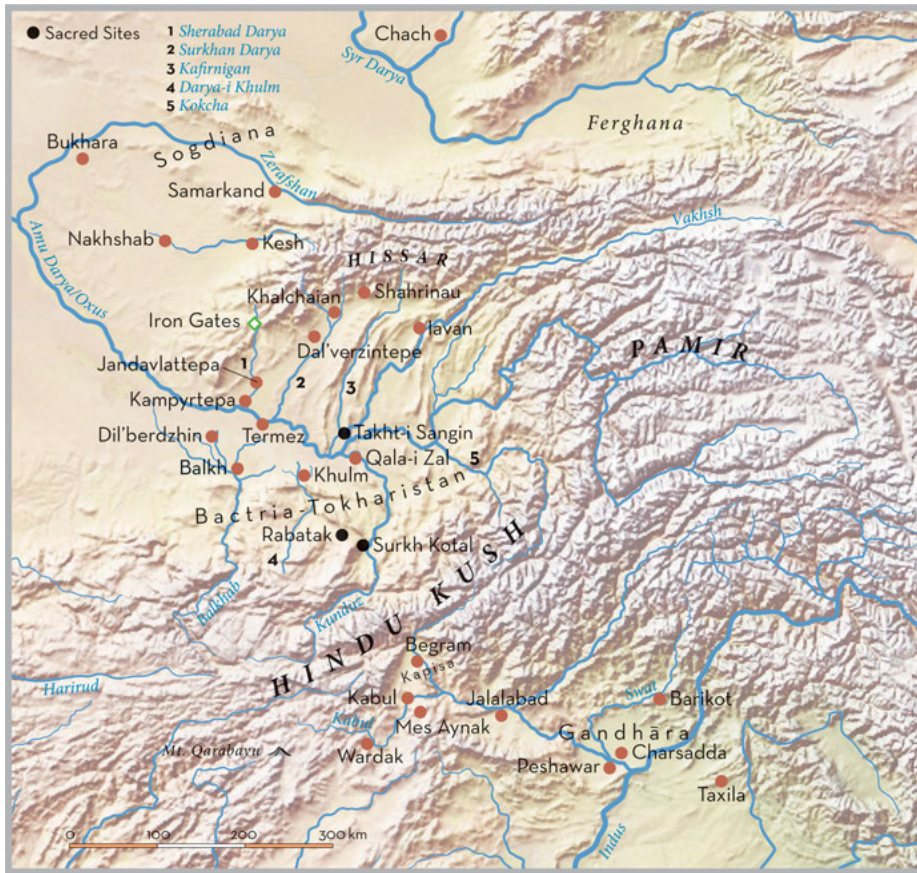 Sacred Sites
1 Sherabad Darya
2 Surkhan Darya
3 Kafirnigan
4 Darya-i Khulm
5 Kokcha
Chach
Syr Darya
Ferghana
Bukhara
Sogdiana
Zerafshan
Samarkand
Vakhsh
Nakhshab
Kesh
HISSAR
Amu Darya/Oxus
Khalchaian
Shahrinau
Iron Gates
Iavan
Dal'verzintepe
PAMIR
Jandavlattepa
1
2
3
Kampyrtepa
Termez
Takht-i Sangin
Dil'berdzhin
Qala-i Zal
5
Balkh
Khulm
Bactria-Tokharistan
Rabatak
Surkh Kotal
4
Balkhab
Kunduz
HINDU KUSH
Begram
Kapisa
Harirud
Kabul
Jalalabad
Swat
Barikot
Kabul
Mes Aynak
Gandhāra
Mt. Qarabayu
Wardak
Charsadda
Peshawar
Taxila
Indus
0 100 200 300 km